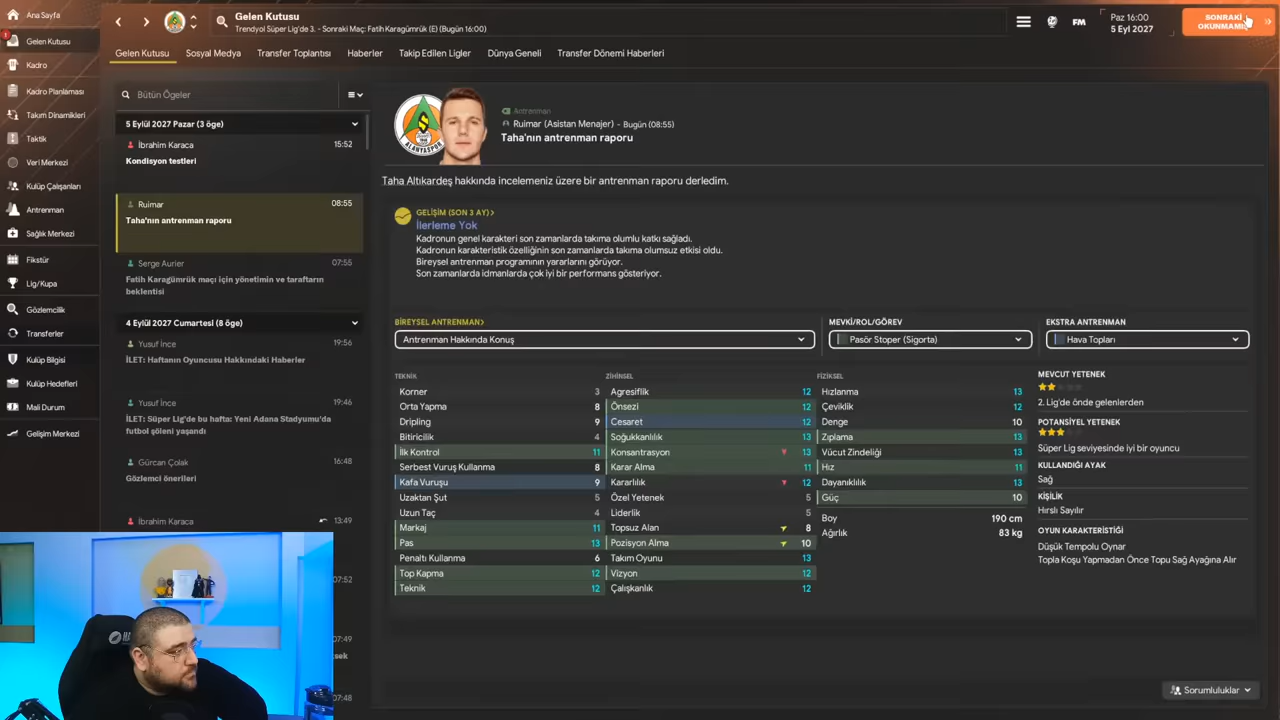 Ana Sayfa
Gelen Kutusu
Kadro
Kadro Planlaması
Takım Dinamikleri
Taktik
Veri Merkezi
Kulüp Çalışanları
Antrenman
Sağlık Merkezi
Fikstür
Lig/Kupa
Gözlemcilik
Transferler
Kulüp Bilgisi
Kulüp Hedefleri
Mali Durum
Gelişim Merkezi
Gelen Kutusu
Trendyol Süper Lig'de 3. - Sonraki Maç: Fatih Karagümrük (E) (Bugün 16:00)
FM
Paz 16:00
5 Eyl 2027
SONRAKİ
OKUNMAMIŞ
Gelen Kutusu
Sosyal Medya
Transfer Toplantısı
Haberler
Takip Edilen Ligler
Dünya Geneli
Transfer Dönemi Haberleri
Bütün Ögeler
5 Eylül 2027 Pazar (3 öge)
İbrahim Karaca 15:52
Kondisyon testleri
Ruimar 08:55
Taha'nın antrenman raporu
Serge Aurier 07:55
Fatih Karagümrük maçı için yönetimin ve taraftarın
beklentisi
4 Eylül 2027 Cumartesi (8 öge)
Yusuf İnce 19:56
İLET: Haftanın Oyuncusu Hakkındaki Haberler
Yusuf İnce 19:46
İLET: Süper Lig'de bu hafta: Yeni Adana Stadyumu'da
futbol şöleni yaşandı
Gürcan Çolak 16:48
Gözlemci önerileri
İbrahim Karaca 13:49
07:52
07:49
07:48
Antrenman
Ruimar (Asistan Menajer) - Bugün (08:55)
Taha'nın antrenman raporu
Taha Altıkardeş hakkında incelemeniz üzere bir antrenman raporu derledim.
GELİŞİM (SON 3 AY)
İlerleme Yok
Kadronun genel karakteri son zamanlarda takıma olumlu katkı sağladı.
Kadronun karakteristik özelliğinin son zamanlarda takıma olumsuz etkisi oldu.
Bireysel antrenman programının yararlarını görüyor.
Son zamanlarda idmanlarda çok iyi bir performans gösteriyor.
BİREYSEL ANTRENMAN
Antrenman Hakkında Konuş
MEVKİ/ROL/GÖREV
Pasör Stoper (Sigorta)
EKSTRA ANTRENMAN
Hava Topları
TEKNİK
Korner 3
Orta Yapma 8
Dripling 9
Bitiricilik 4
İlk Kontrol 11
Serbest Vuruş Kullanma 8
Kafa Vuruşu 9
Uzaktan Şut 5
Uzun Taç 4
Markaj 11
Pas 13
Penaltı Kullanma 6
Top Kapma 12
Teknik 12
ZİHİNSEL
Agresiflik 12
Önsezi 12
Cesaret 12
Soğukkanlılık 13
Konsantrasyon 13
Karar Alma 11
Kararlılık 12
Özel Yetenek 5
Liderlik 5
Topsuz Alan 8
Pozisyon Alma 10
Takım Oyunu 13
Vizyon 12
Çalışkanlık 12
FİZİKSEL
Hızlanma 13
Çeviklik 12
Denge 10
Zıplama 13
Vücut Zindeliği 13
Hız 11
Dayanıklılık 13
Güç 10
Boy 190 cm
Ağırlık 83 kg
MEVCUT YETENEK
2. Lig'de önde gelenlerden
POTANSİYEL YETENEK
Süper Lig seviyesinde iyi bir oyuncu
KULLANDIĞI AYAK
Sağ
KİŞİLİK
Hırslı Sayılır
OYUN KARAKTERİSTİĞİ
Düşük Tempolu Oynar
Topla Koşu Yapmadan Önce Topu Sağ Ayağına Alır
Sorumluluklar